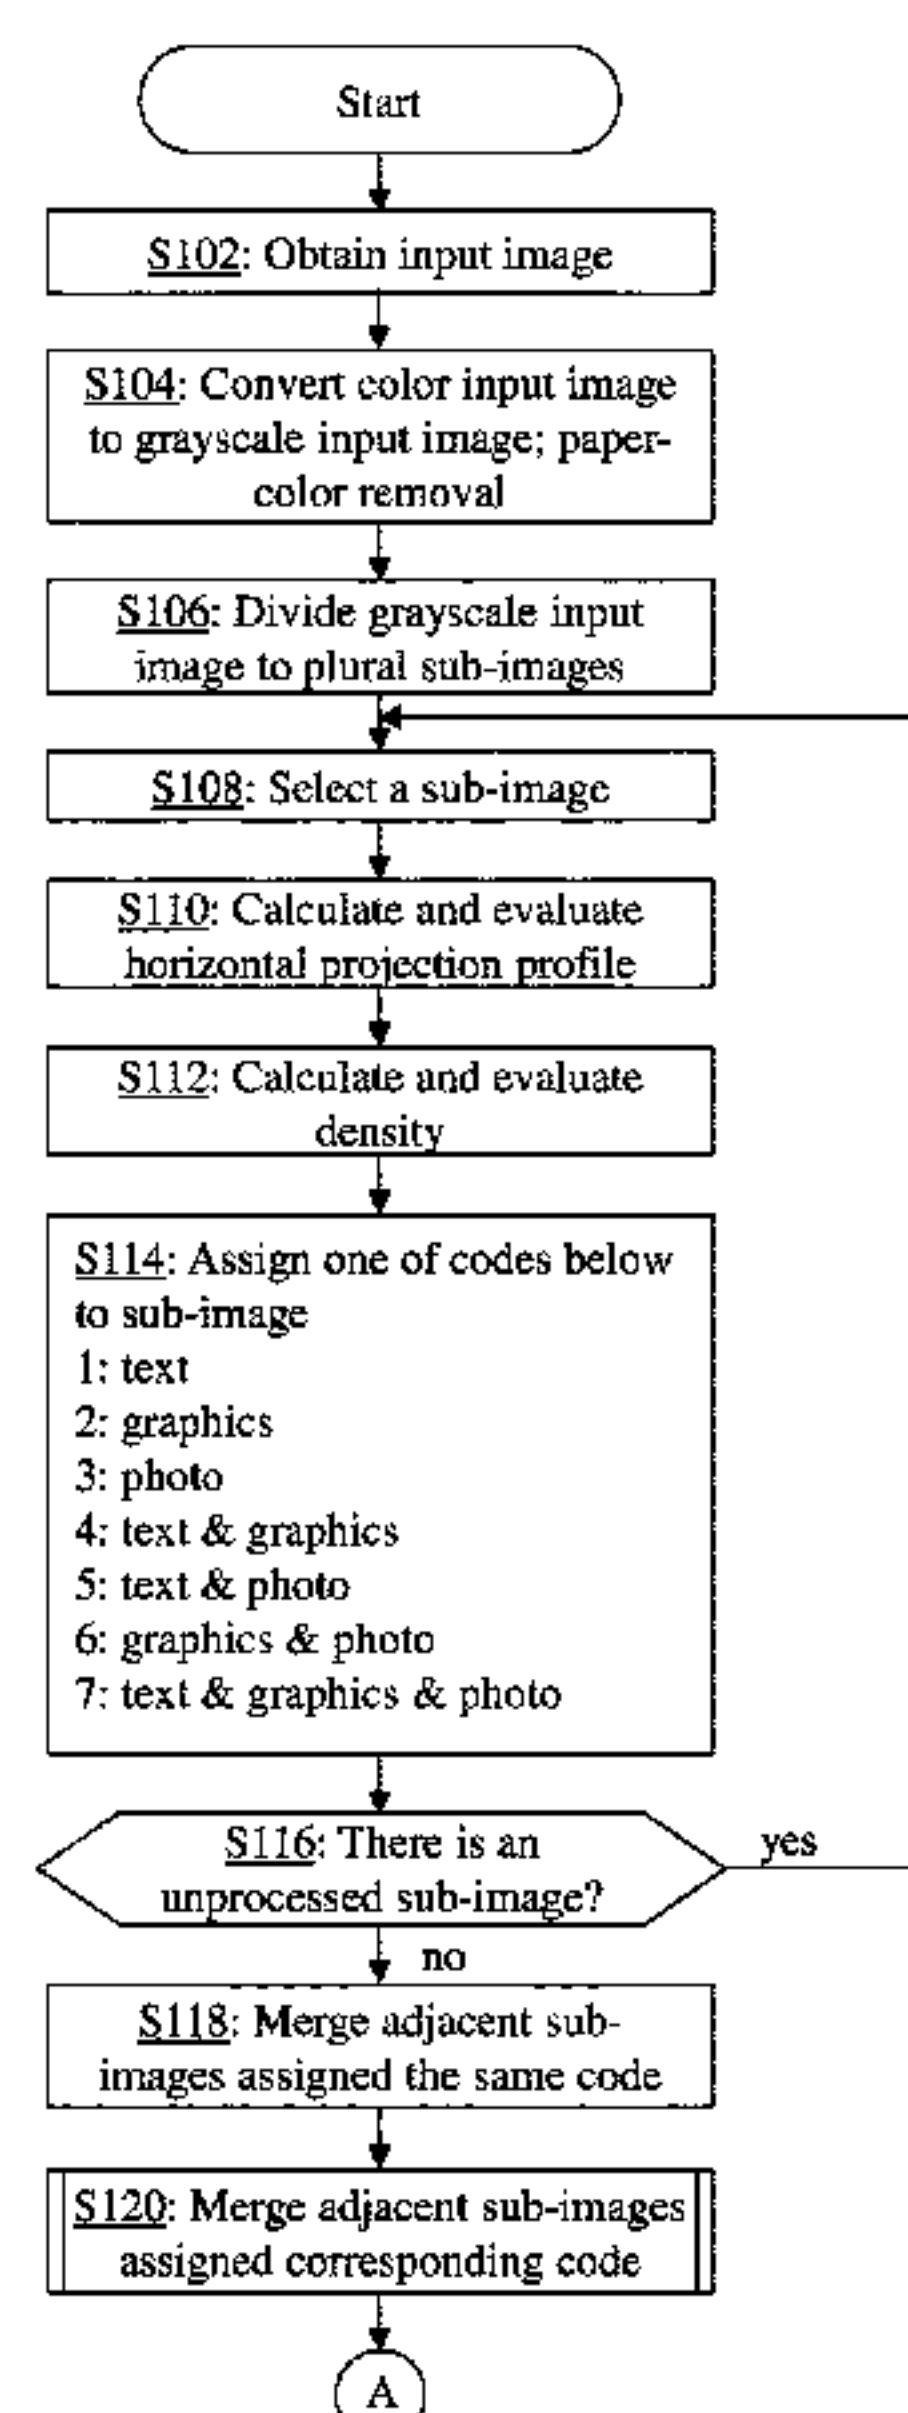 Start
S102: Obtain input image
S104: Convert color input image
to grayscale input image; paper-
color removal
S106: Divide grayscale input
image to plural sub-images
S108: Select a sub-image
S110: Calculate and evaluate
horizontal projection profile
S112: Calculate and evaluate
density
S114: Assign one of codes below
to sub-image
1: text
2: graphics
3: photo
4: text & graphics
5: text & photo
6: graphics & photo
7: text & graphics & photo
S116: There is an
unprocessed sub-image?
yes
no
S118: Merge adjacent sub-
images assigned the same code
S120: Merge adjacent sub-images
assigned corresponding code
A